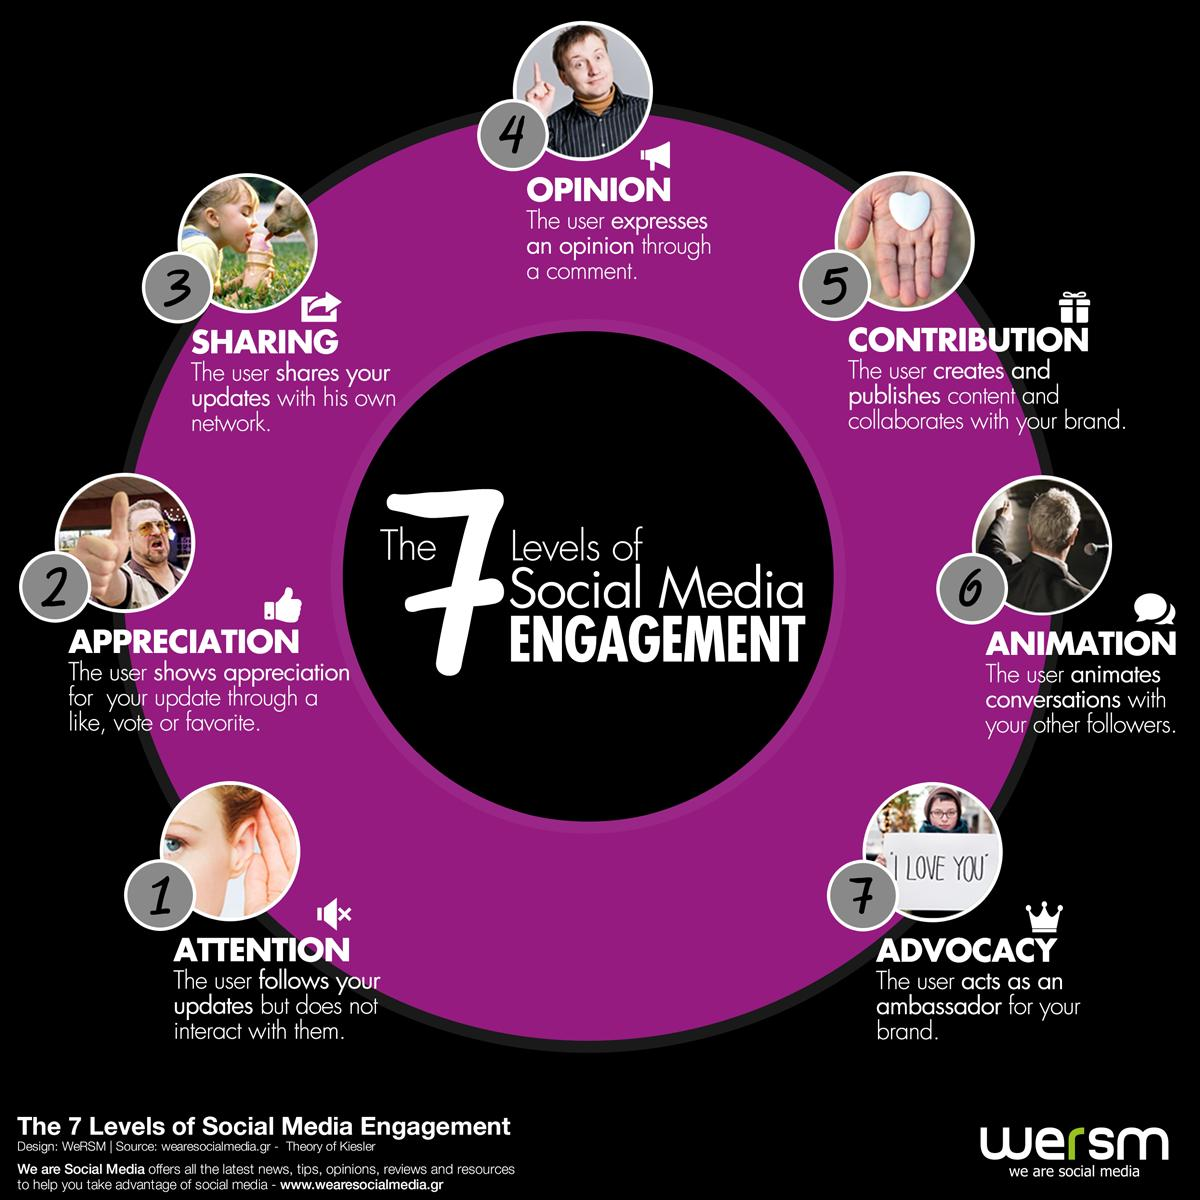 The 7 Levels of
Social Media
ENGAGEMENT
1
ATTENTION
The user follows your
updates but does not
interact with them.
2
APPRECIATION
The user shows appreciation
for  your update through a
like, vote or favorite.
3
SHARING
The user shares your
updates with his own
network.
4
OPINION
The user expresses
an opinion through
a comment.
5
CONTRIBUTION
The user creates and
publishes content and
collaborates with your brand.
6
ANIMATION
The user animates
conversations with
your other followers.
"I LOVE YOU"
7
ADVOCACY
The user acts as an
ambassador for your
brand.
The 7 Levels of Social Media Engagement
Design: WeRSM | Source: wearesocialmedia.gr - Theory of Kiesler
We are Social Media offers all the latest news, tips, opinions, reviews and resources
to help you take advantage of social media - www.wearesocialmedia.gr
wersm
we are social media